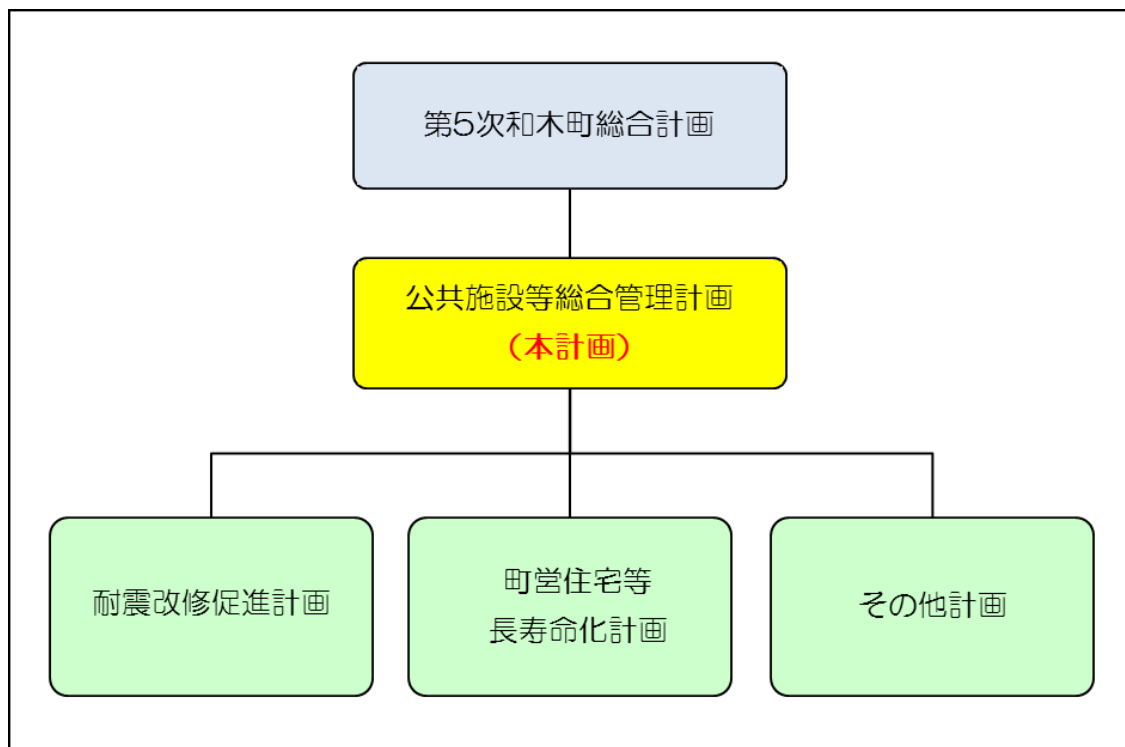 第5次和木町総合計画
公共施設等総合管理計画
（本計画）
耐震改修促進計画
町営住宅等
長寿命化計画
その他計画